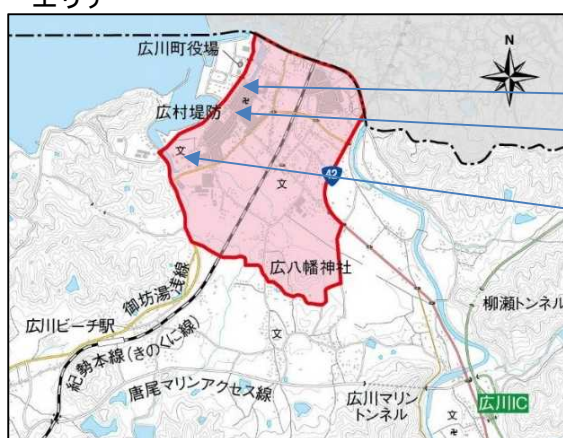 エリア
広川町役場
N
広村堤防
文
卍
文
42
広八幡神社
御坊湯浅線
広川ビーチ駅
紀勢本線(きのくに線)
文
柳瀬トンネル
唐尾マリンアクセス線
広川マリン
トンネル
広川IC
文
卍